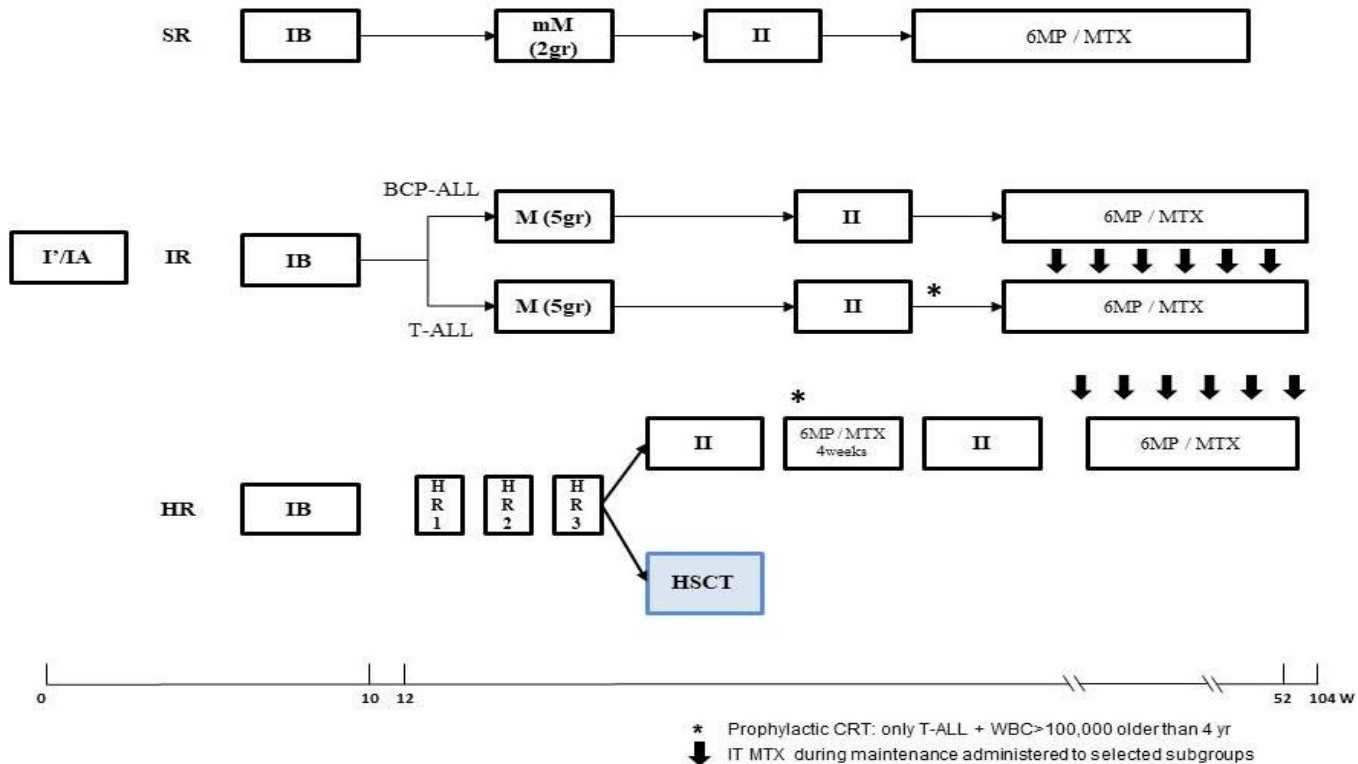 SR
IB
mM
(2gr)
II
6MP / MTX
BCP-ALL
M (5gr)
II
6MP / MTX
I’/IA
IR
IB
M (5gr)
II
*
6MP / MTX
T-ALL
*
II
6MP / MTX
4weeks
II
6MP / MTX
HR
IB
H
R
1
H
R
2
H
R
3
HSCT
0
10
12
52
104 W
* Prophylactic CRT: only T-ALL + WBC>100,000 older than 4 yr
IT MTX during maintenance administered to selected subgroups